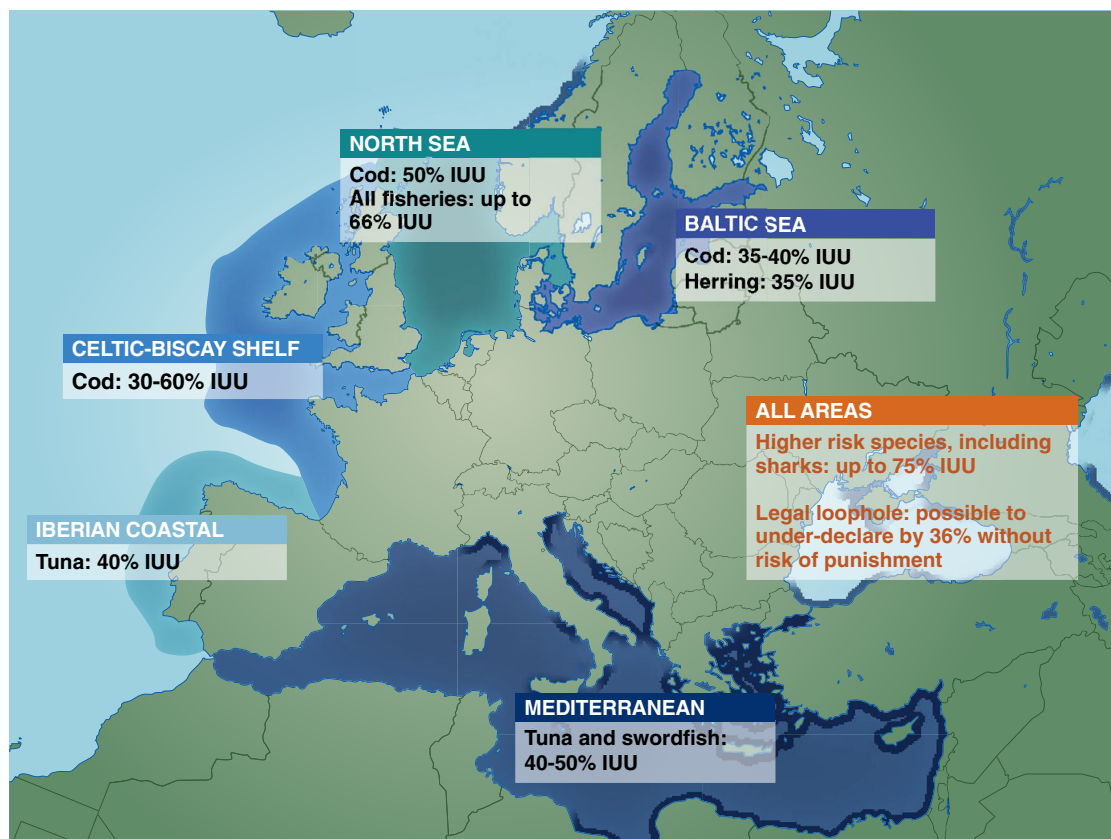 NORTH SEA
Cod: 50% IUU
All fisheries: up to
66% IUU
BALTIC SEA
Cod: 35-40% IUU
Herring: 35% IUU
CELTIC-BISCAY SHELF
Cod: 30-60% IUU
ALL AREAS
Higher risk species, including
sharks: up to 75% IUU
Legal loophole: possible to
under-declare by 36% without
risk of punishment
IBERIAN COASTAL
Tuna: 40% IUU
MEDITERRANEAN
Tuna and swordfish:
40-50% IUU